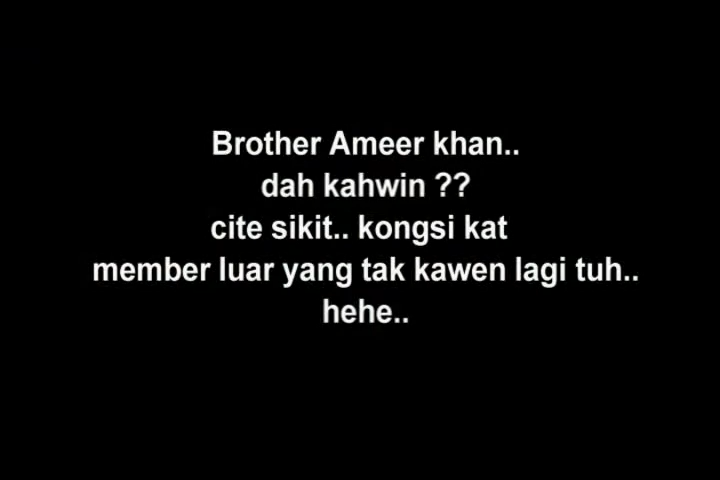 Brother Ameer khan..
dah kahwin ??
cite sikit.. kongsi kat
member luar yang tak kawen lagi tuh..
hehe..